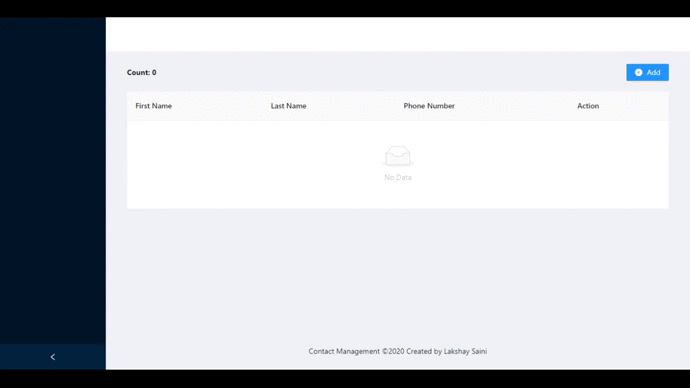 Count: 0
Add
First Name Last Name Phone Number Action
No Data
Contact Management ©2020 Created by Lakshay Saini